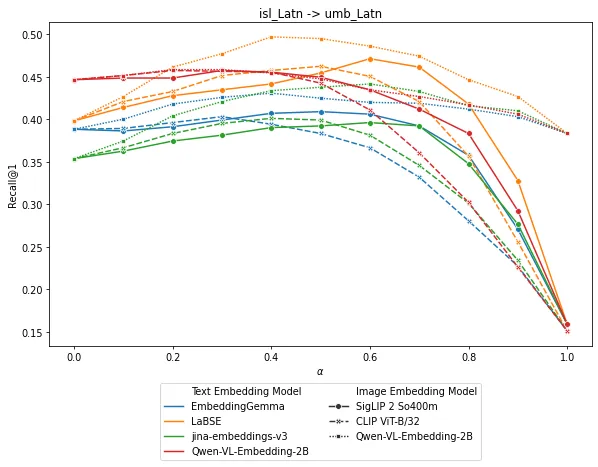 isl_Latn -> umb_Latn
0.50
0.45
0.40
0.35
0.30
0.25
0.20
0.15
Recall@1
0.0 0.2 0.4 0.6 0.8 1.0
α
Text Embedding Model Image Embedding Model
EmbeddingGemma SigLIP 2 So400m
LaBSE CLIP ViT-B/32
jina-embeddings-v3 Qwen-VL-Embedding-2B
Qwen-VL-Embedding-2B